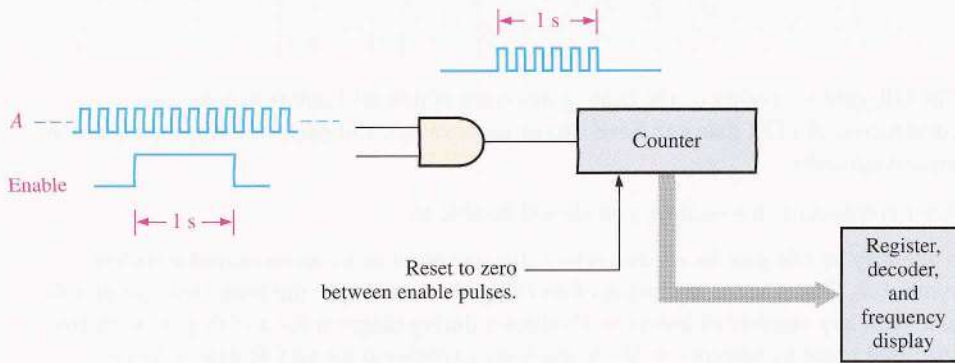 1 s
A
Enable
1 s
Counter
Reset to zero
between enable pulses.
Register,
decoder,
and
frequency
display